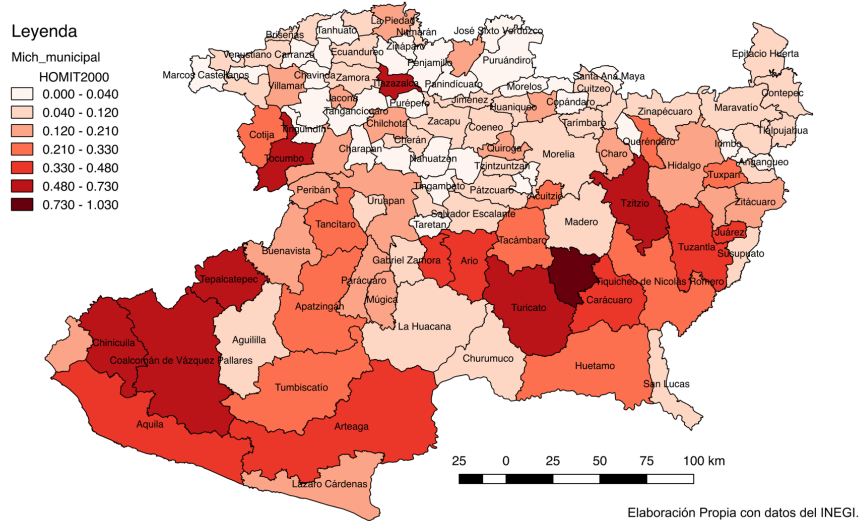 Leyenda
Mich_municipal
HOMIT2000
0.000 - 0.040
0.040 - 0.120
0.120 - 0.210
0.210 - 0.330
0.330 - 0.480
0.480 - 0.730
0.730 - 1.030
La Piedad
Numarán
José Sixto Verduzco
Tanhuato
Briseñas
Zináparo
Ecuandureo
Penjamillo
Puruándiro
Epitacio Huerta
Venustiano Carranza
Marcos Castellanos
Chavinda
Zamora
Tlazazalca
Panindícuaro
Santa Ana Maya
Villamar
Morelos
Cuitzeo
Contepec
Jacona
Purépero
Jiménez
Huaniqueo
Copándaro
Zinapécuaro
Maravatío
Tangancícuaro
Chilchota
Zacapu
Coeneo
Tarímbaro
Tlalpujahua
Cotija
Tingüindín
Cherán
Quiroga
Queréndaro
Irimbo
Tocumbo
Charapan
Nahuatzen
Tzintzuntzan
Morelia
Charo
Hidalgo
Angangueo
Tuxpan
Peribán
Uruapan
Tingambato
Pátzcuaro
Acuitzio
Tzitzio
Zitácuaro
Salvador Escalante
Tancítaro
Taretan
Madero
Juárez
Tacámbaro
Tuzantla
Susupuato
Buenavista
Gabriel Zamora
Ario
Tepalcatepec
Parácuaro
Tiquicheo de Nicolás Romero
Apatzingán
Múgica
Turicato
Carácuaro
Chinicuila
La Huacana
Aguililla
Coalcomán de Vázquez Pallares
Churumuco
Huetamo
Tumbiscatío
San Lucas
Aquila
Arteaga
25 0 25 50 75 100 km
Lázaro Cárdenas
Elaboración Propia con datos del INEGI.